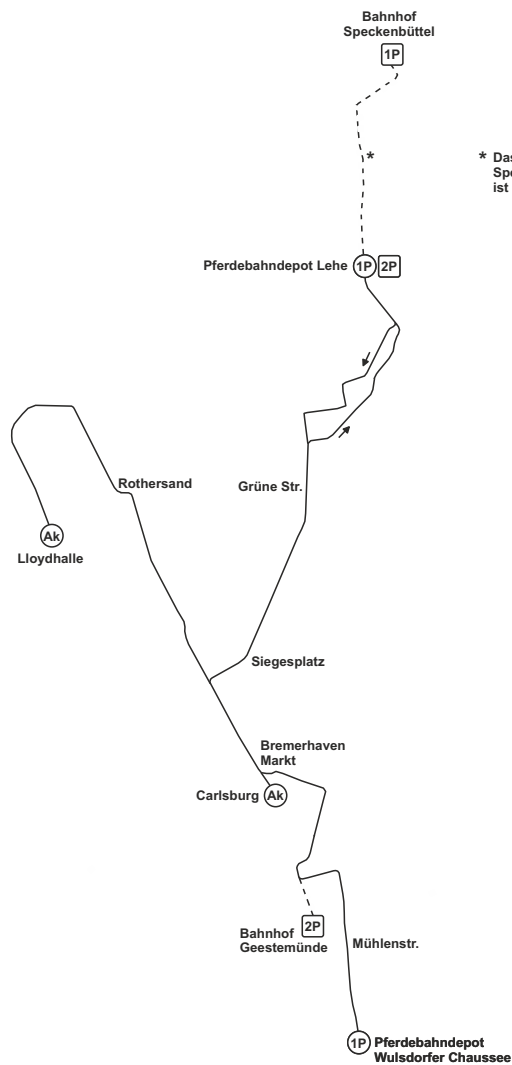 Bahnhof
Speckenbüttel
1P
*
* Das
Spe
ist
Pferdebahndepot Lehe 1P 2P
Rothersand
Grüne Str.
Ak
Lloydhalle
Siegesplatz
Bremerhaven
Markt
Carlsburg Ak
2P
Bahnhof
Geestemünde
Mühlenstr.
1P Pferdebahndepot
Wulsdorfer Chaussee